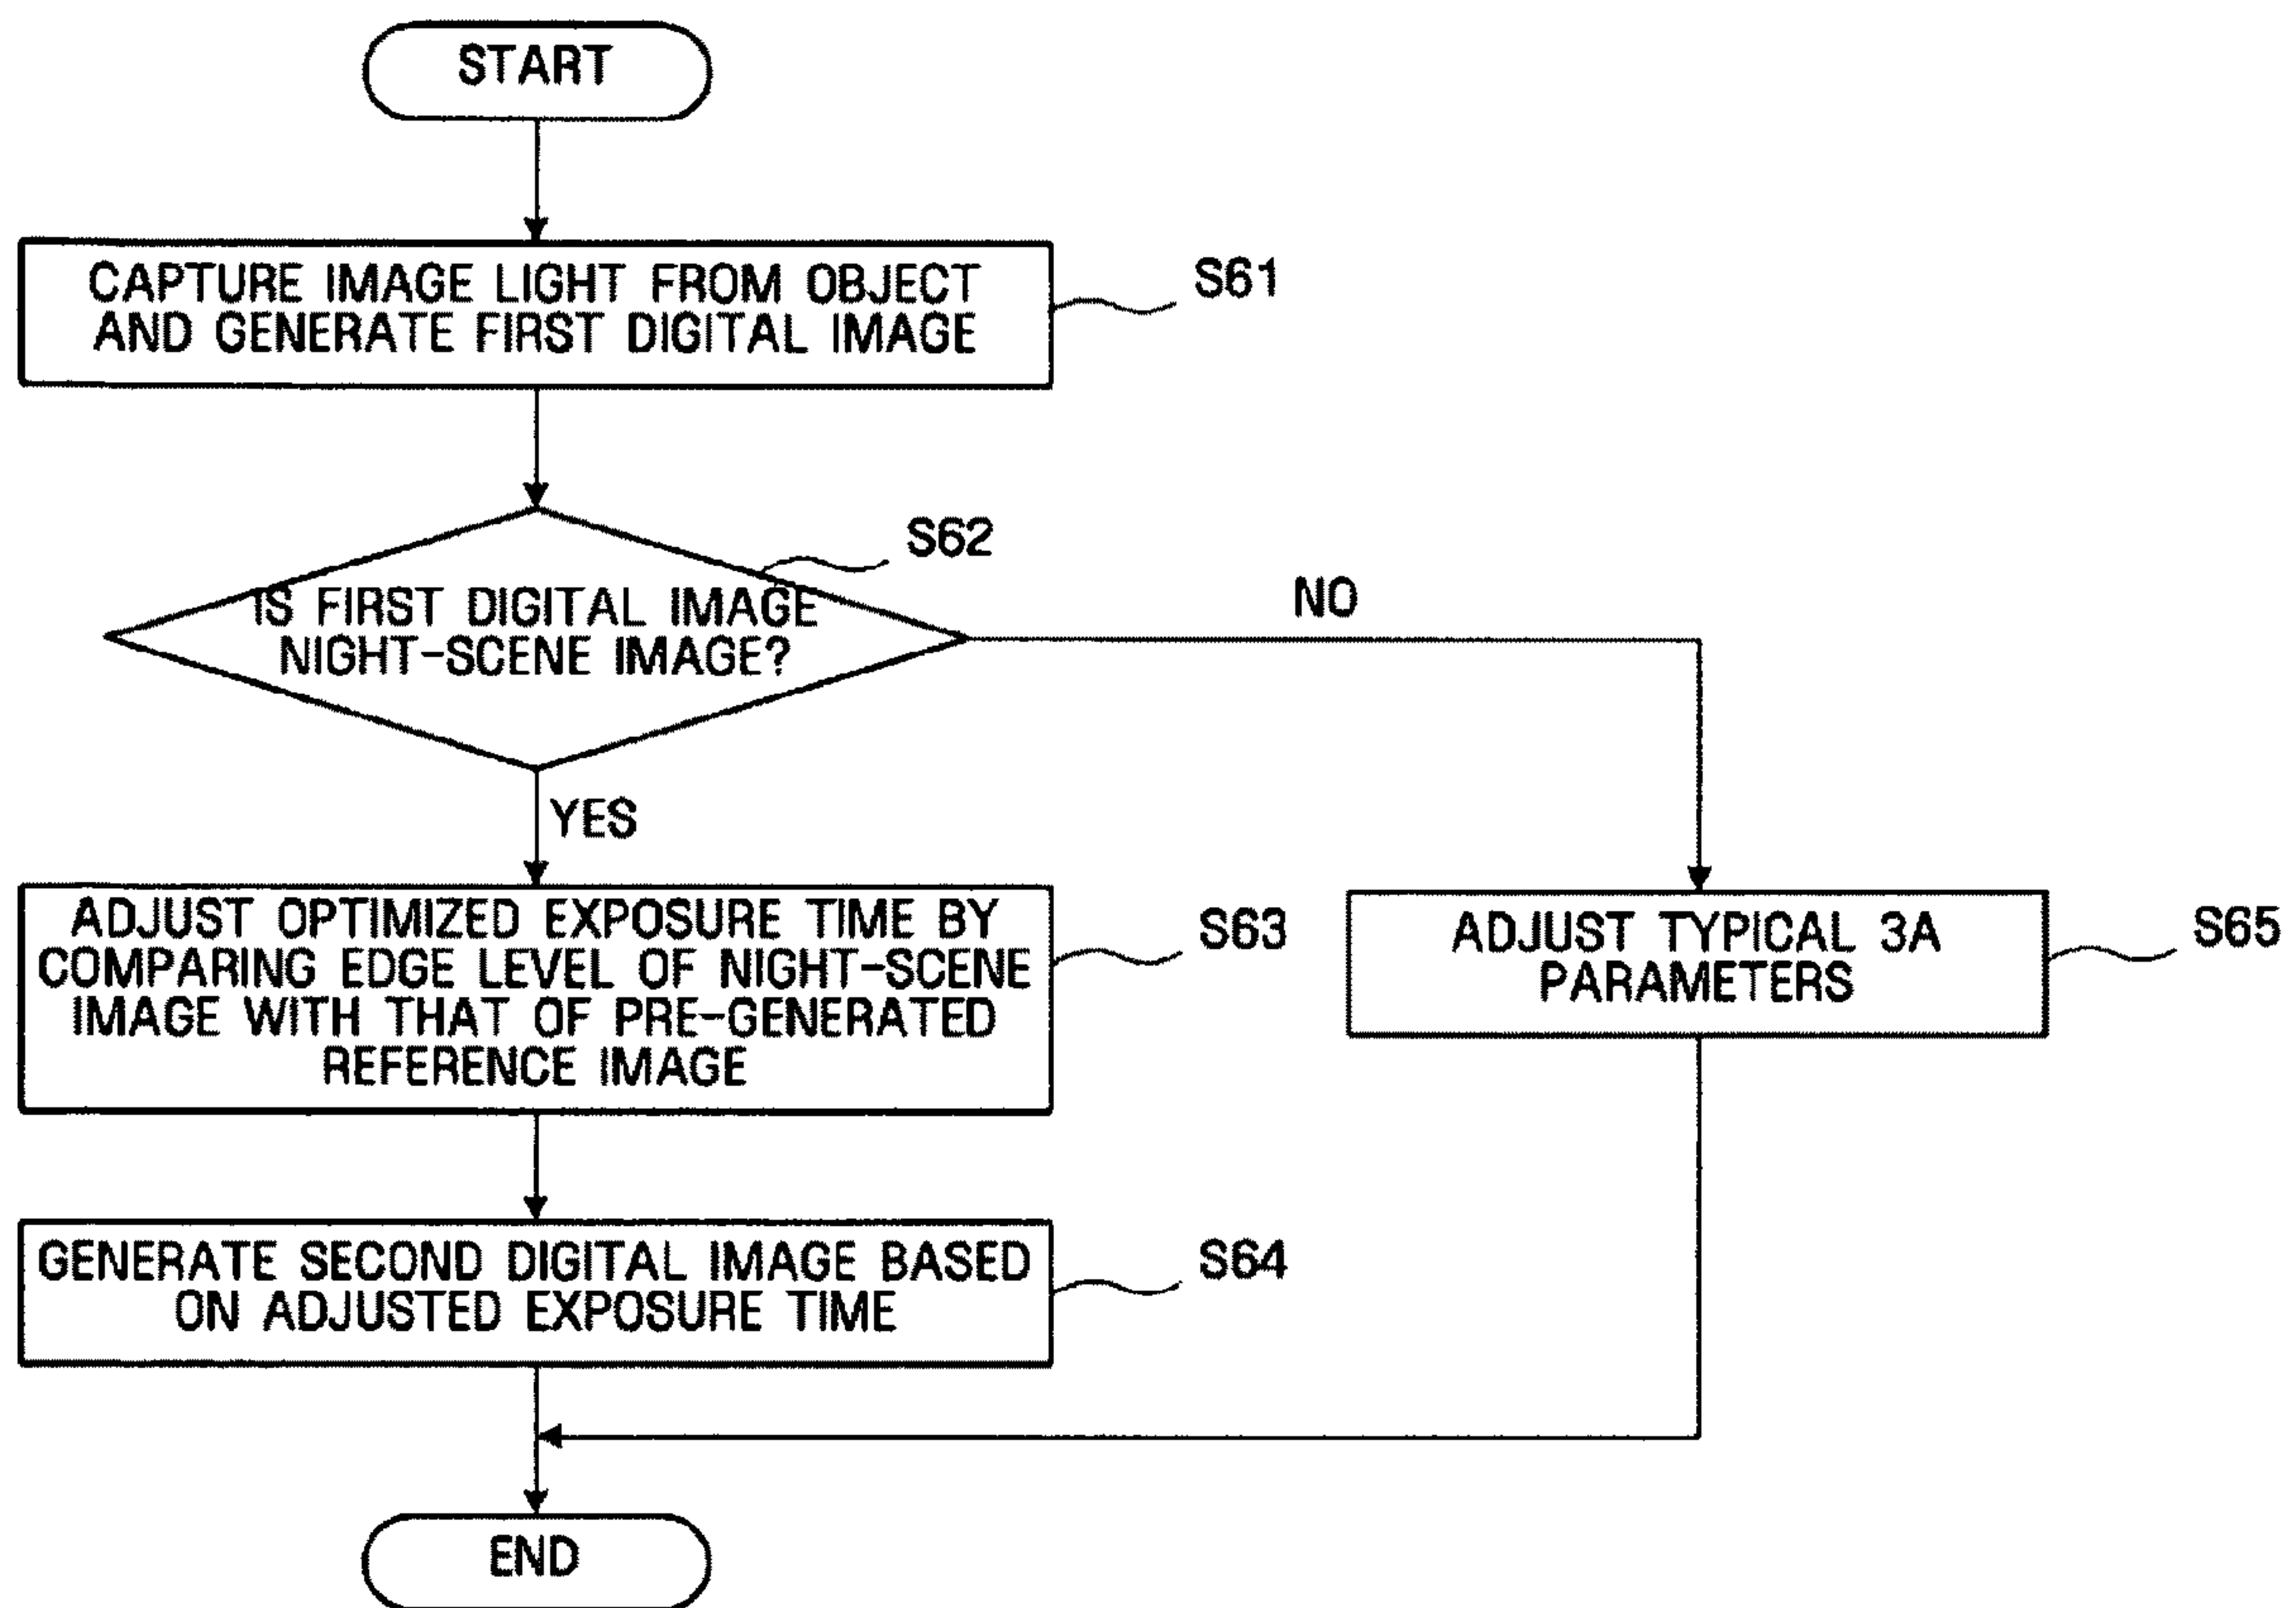 START
CAPTURE IMAGE LIGHT FROM OBJECT
AND GENERATE FIRST DIGITAL IMAGE
S61
S62
IS FIRST DIGITAL IMAGE
NIGHT-SCENE IMAGE?
NO
YES
ADJUST OPTIMIZED EXPOSURE TIME BY
COMPARING EDGE LEVEL OF NIGHT-SCENE
IMAGE WITH THAT OF PRE-GENERATED
REFERENCE IMAGE
S63
ADJUST TYPICAL 3A
PARAMETERS
S65
GENERATE SECOND DIGITAL IMAGE BASED
ON ADJUSTED EXPOSURE TIME
S64
END